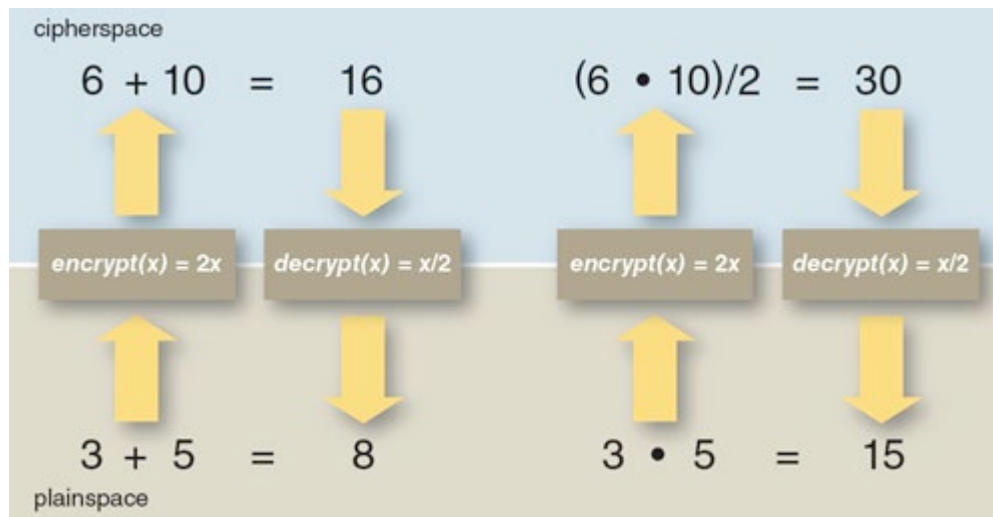 cipherspace
6 + 10 = 16
(6 • 10)/2 = 30
encrypt(x) = 2x
decrypt(x) = x/2
encrypt(x) = 2x
decrypt(x) = x/2
3 + 5 = 8
3 • 5 = 15
plainspace